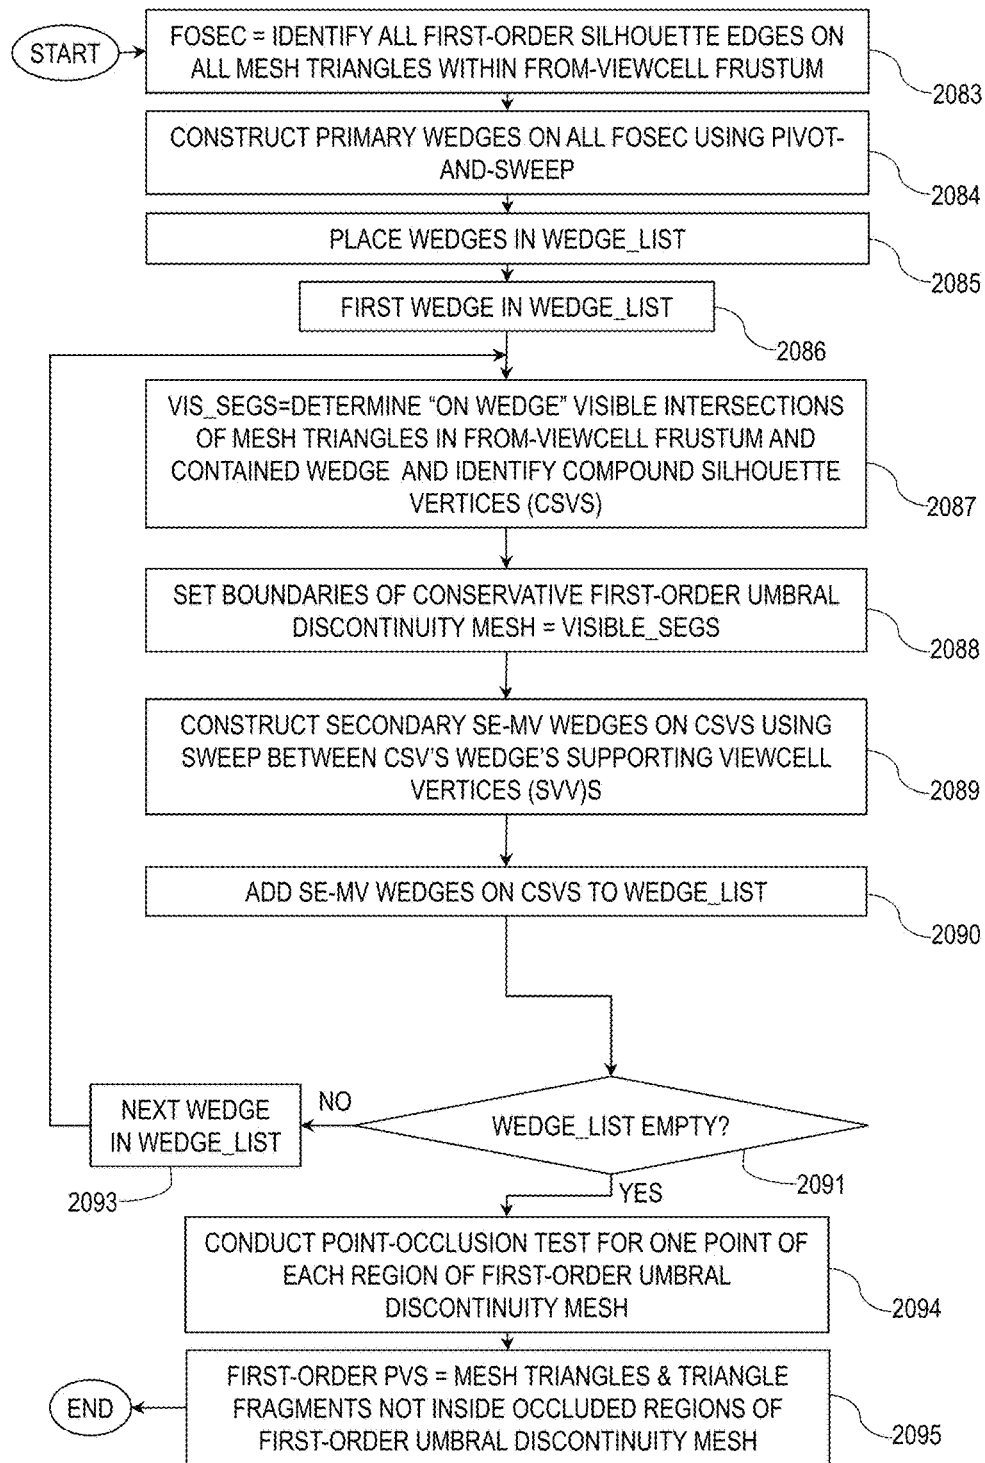 START
FOSEC = IDENTIFY ALL FIRST-ORDER SILHOUETTE EDGES ON
ALL MESH TRIANGLES WITHIN FROM-VIEWCELL FRUSTUM
2083
CONSTRUCT PRIMARY WEDGES ON ALL FOSEC USING PIVOT-
AND-SWEEP
2084
PLACE WEDGES IN WEDGE_LIST
2085
FIRST WEDGE IN WEDGE_LIST
2086
VIS_SEGS=DETERMINE “ON WEDGE” VISIBLE INTERSECTIONS
OF MESH TRIANGLES IN FROM-VIEWCELL FRUSTUM AND
CONTAINED WEDGE AND IDENTIFY COMPOUND SILHOUETTE
VERTICES (CSVS)
2087
SET BOUNDARIES OF CONSERVATIVE FIRST-ORDER UMBRAL
DISCONTINUITY MESH = VISIBLE_SEGS
2088
CONSTRUCT SECONDARY SE-MV WEDGES ON CSVS USING
SWEEP BETWEEN CSV'S WEDGE'S SUPPORTING VIEWCELL
VERTICES (SVV)S
2089
ADD SE-MV WEDGES ON CSVS TO WEDGE_LIST
2090
WEDGE_LIST EMPTY?
2091
NO
NEXT WEDGE
IN WEDGE_LIST
2093
YES
CONDUCT POINT-OCCLUSION TEST FOR ONE POINT OF
EACH REGION OF FIRST-ORDER UMBRAL
DISCONTINUITY MESH
2094
FIRST-ORDER PVS = MESH TRIANGLES & TRIANGLE
FRAGMENTS NOT INSIDE OCCLUDED REGIONS OF
FIRST-ORDER UMBRAL DISCONTINUITY MESH
2095
END